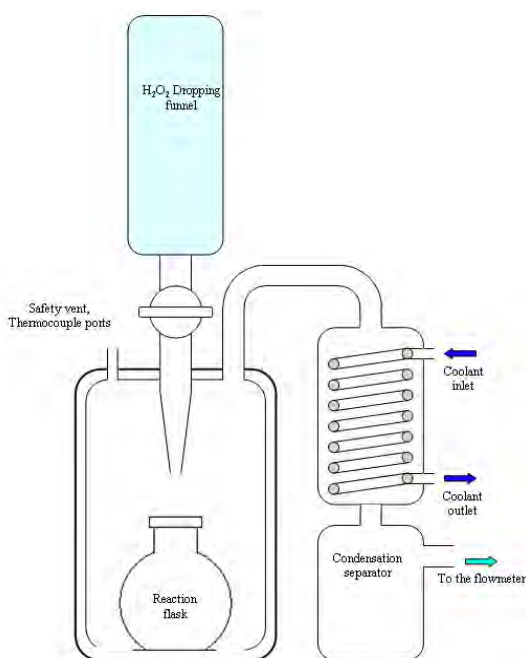 H₂O₂ Dropping
funnel
Safety vent,
Thermocouple ports
Coolant
inlet
Coolant
outlet
Condensation
separator
To the flowmeter
Reaction
flask